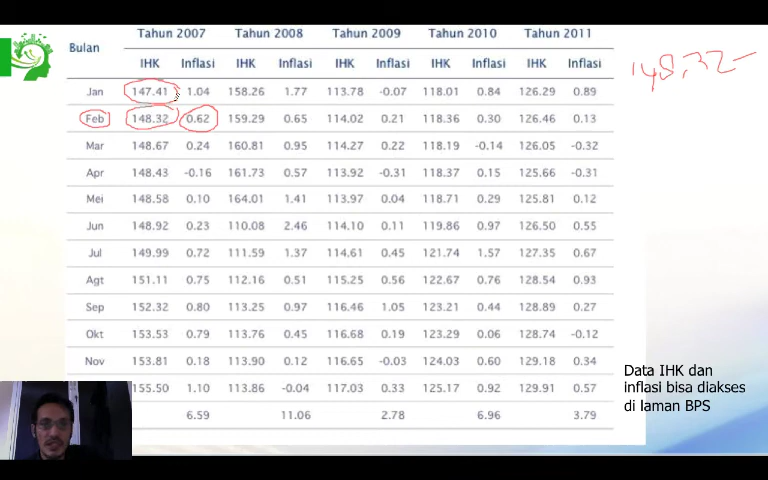 Tahun 2007 Tahun 2008 Tahun 2009 Tahun 2010 Tahun 2011
Bulan
IHK Inflasi IHK Inflasi IHK Inflasi IHK Inflasi IHK Inflasi
148.32-
Jan 147.41 1.04 158.26 1.77 113.78 -0.07 118.01 0.84 126.29 0.89
Feb 148.32 0.62 159.29 0.65 114.02 0.21 118.36 0.30 126.46 0.13
Mar 148.67 0.24 160.81 0.95 114.27 0.22 118.19 -0.14 126.05 -0.32
Apr 148.43 -0.16 161.73 0.57 113.92 -0.31 118.37 0.15 125.66 -0.31
Mei 148.58 0.10 164.01 1.41 113.97 0.04 118.71 0.29 125.81 0.12
Jun 148.92 0.23 110.08 2.46 114.10 0.11 119.86 0.97 126.50 0.55
Jul 149.99 0.72 111.59 1.37 114.61 0.45 121.74 1.57 127.35 0.67
Agt 151.11 0.75 112.16 0.51 115.25 0.56 122.67 0.76 128.54 0.93
Sep 152.32 0.80 113.25 0.97 116.46 1.05 123.21 0.44 128.89 0.27
Okt 153.53 0.79 113.76 0.45 116.68 0.19 123.29 0.06 128.74 -0.12
Nov 153.81 0.18 113.90 0.12 116.65 -0.03 124.03 0.60 129.18 0.34
155.50 1.10 113.86 -0.04 117.03 0.33 125.17 0.92 129.91 0.57
6.59 11.06 2.78 6.96 3.79
Data IHK dan
inflasi bisa diakses
di laman BPS